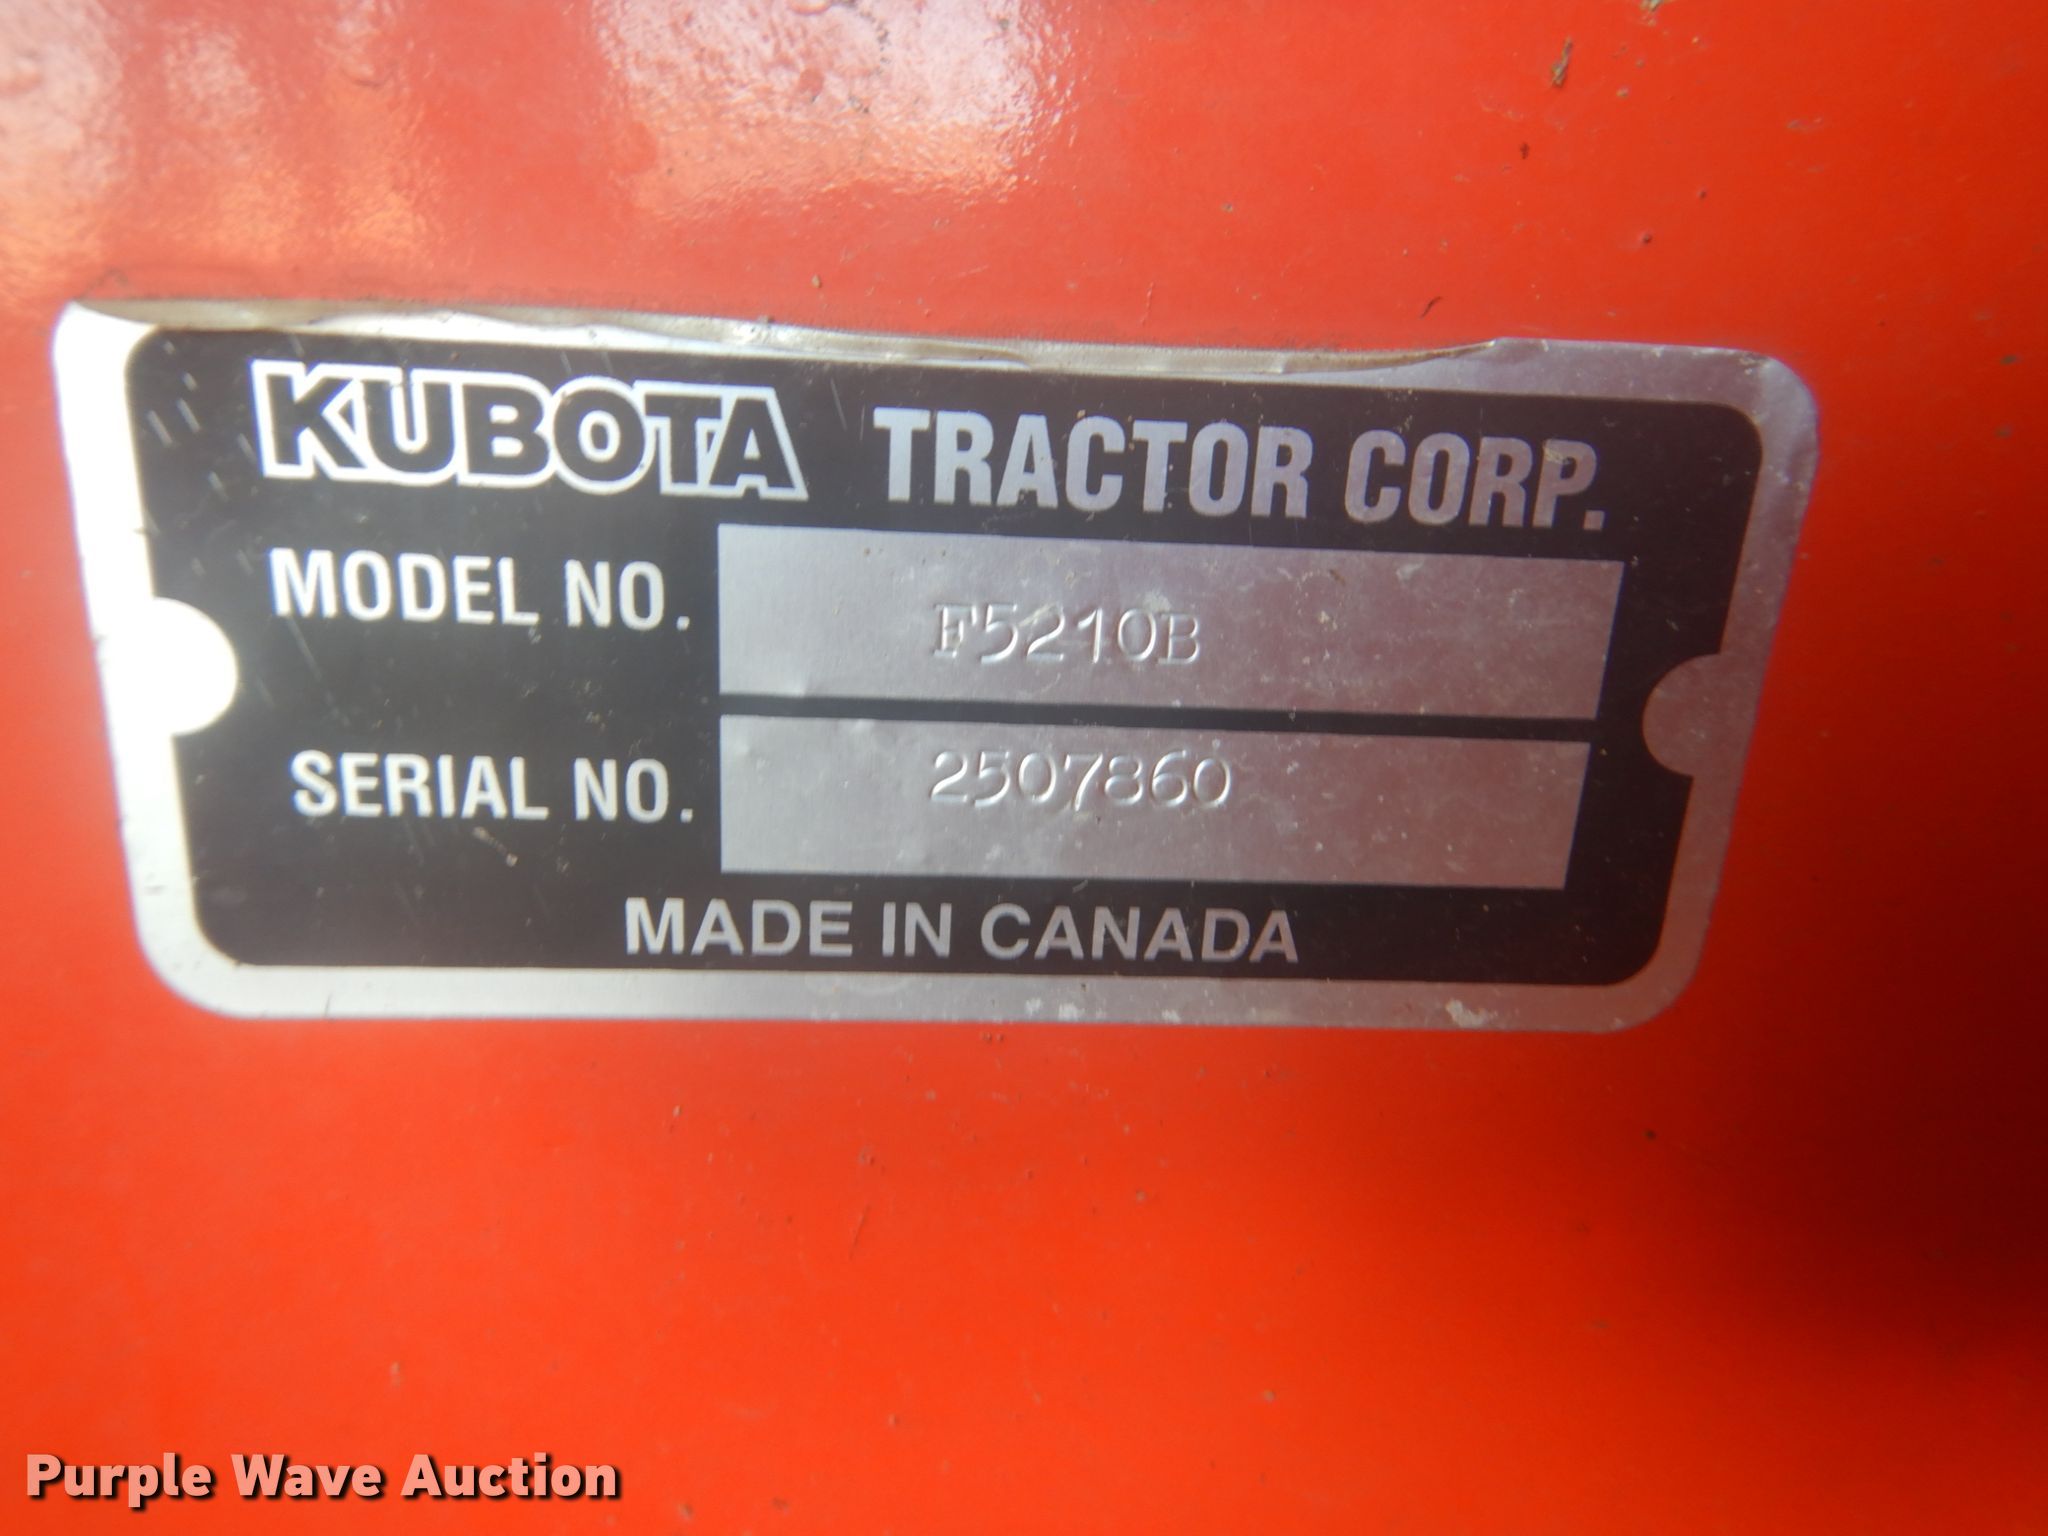 KUBOTA TRACTOR CORP.
MODEL NO. F5210B
SERIAL NO. 2507860
MADE IN CANADA
Purple Wave Auction